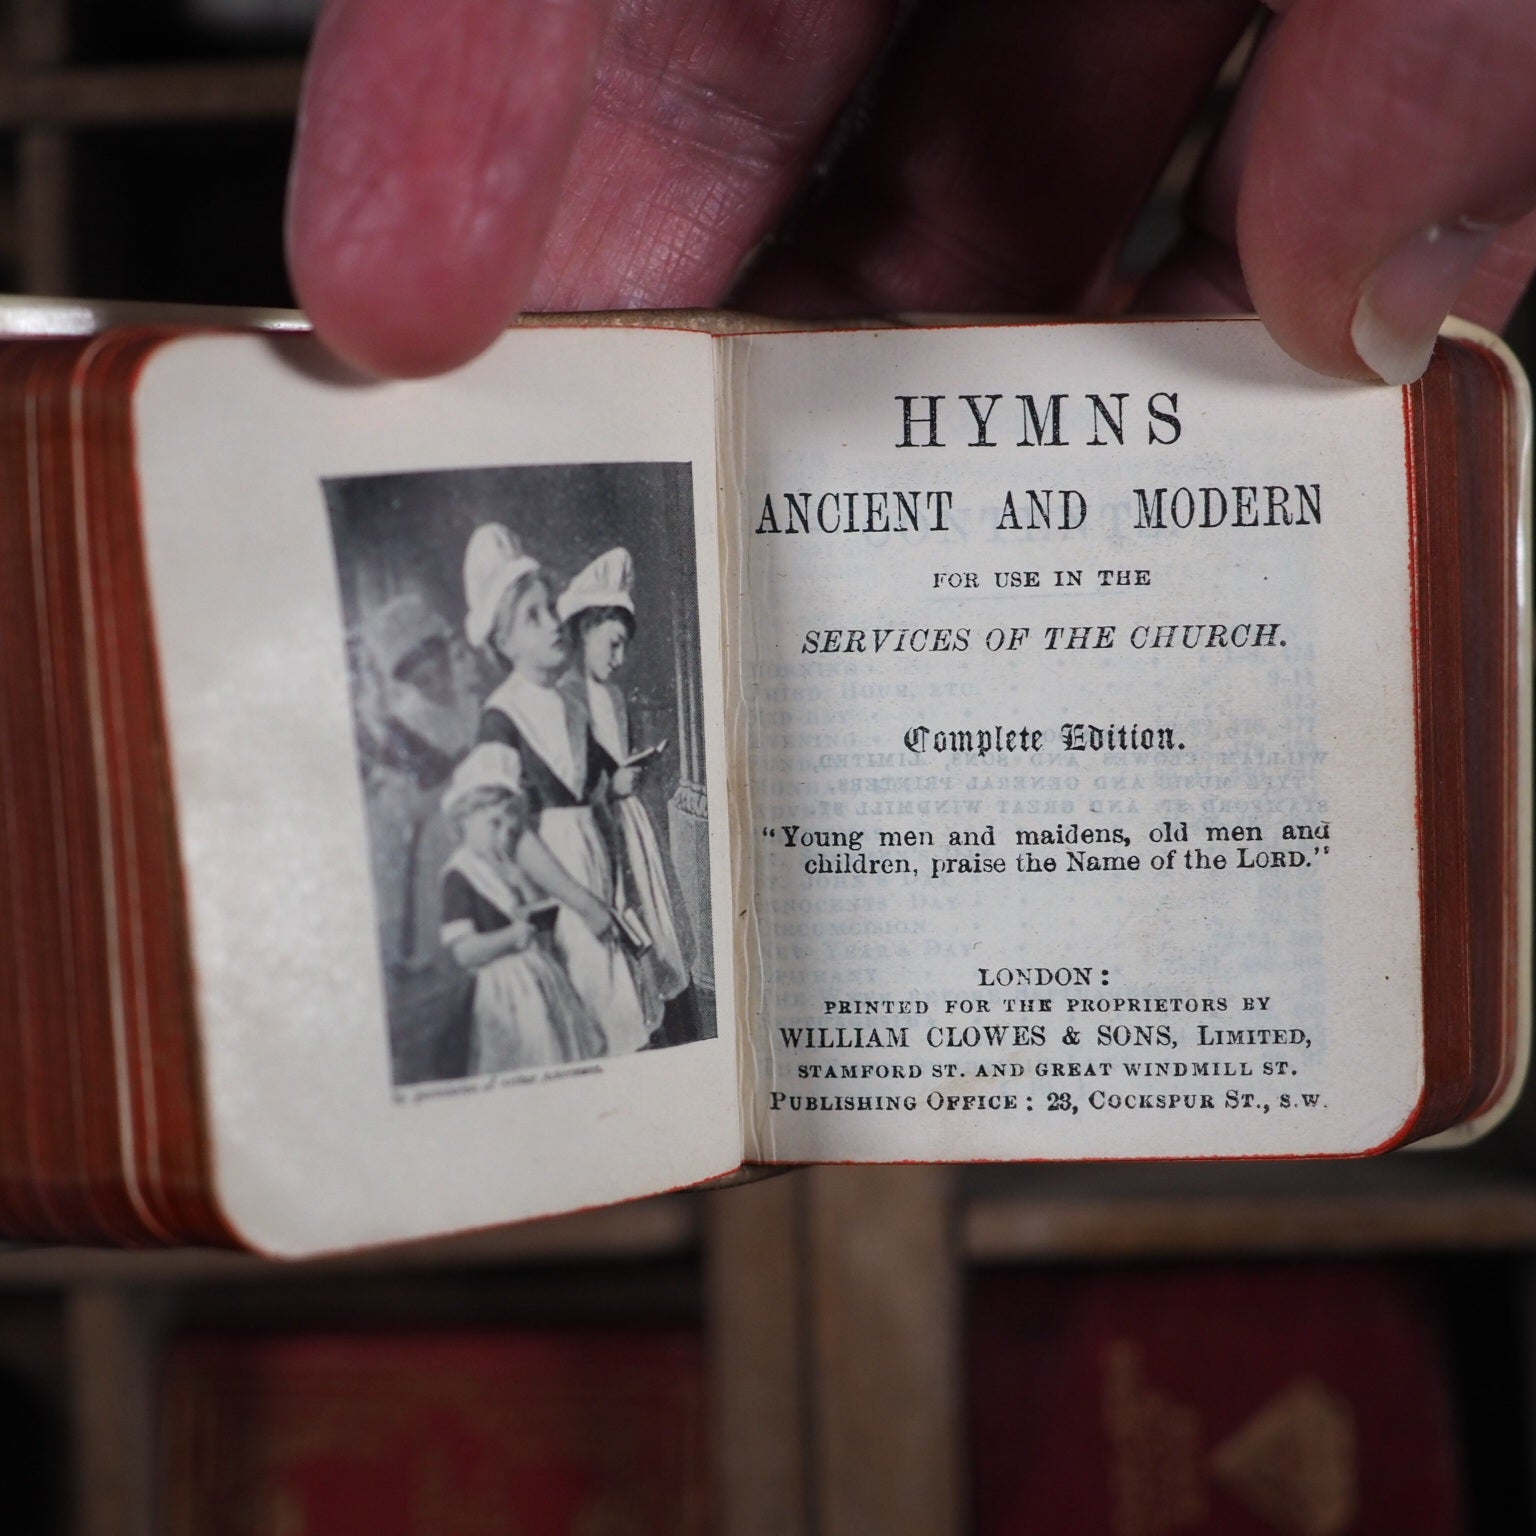 HYMNS
ANCIENT AND MODERN
FOR USE IN THE
SERVICES OF THE CHURCH.
Complete Edition.
"Young men and maidens, old men and
children, praise the Name of the LORD."
LONDON:
PRINTED FOR THE PROPRIETORS BY
WILLIAM CLOWES & SONS, LIMITED,
STAMFORD ST. AND GREAT WINDMILL ST.
PUBLISHING OFFICE: 23, COCKSPUR ST., S.W.